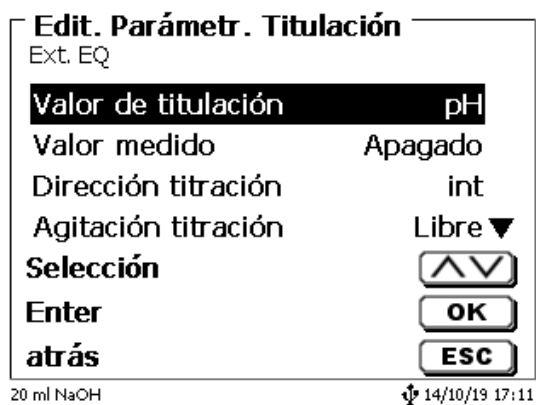 Edit. Parámetr. Titulación
Ext. EQ
Valor de titulación pH
Valor medido Apagado
Dirección titración int
Agitación titración Libre▼
Selección
Enter OK
atrás ESC
20 ml NaOH 14/10/19 17:11